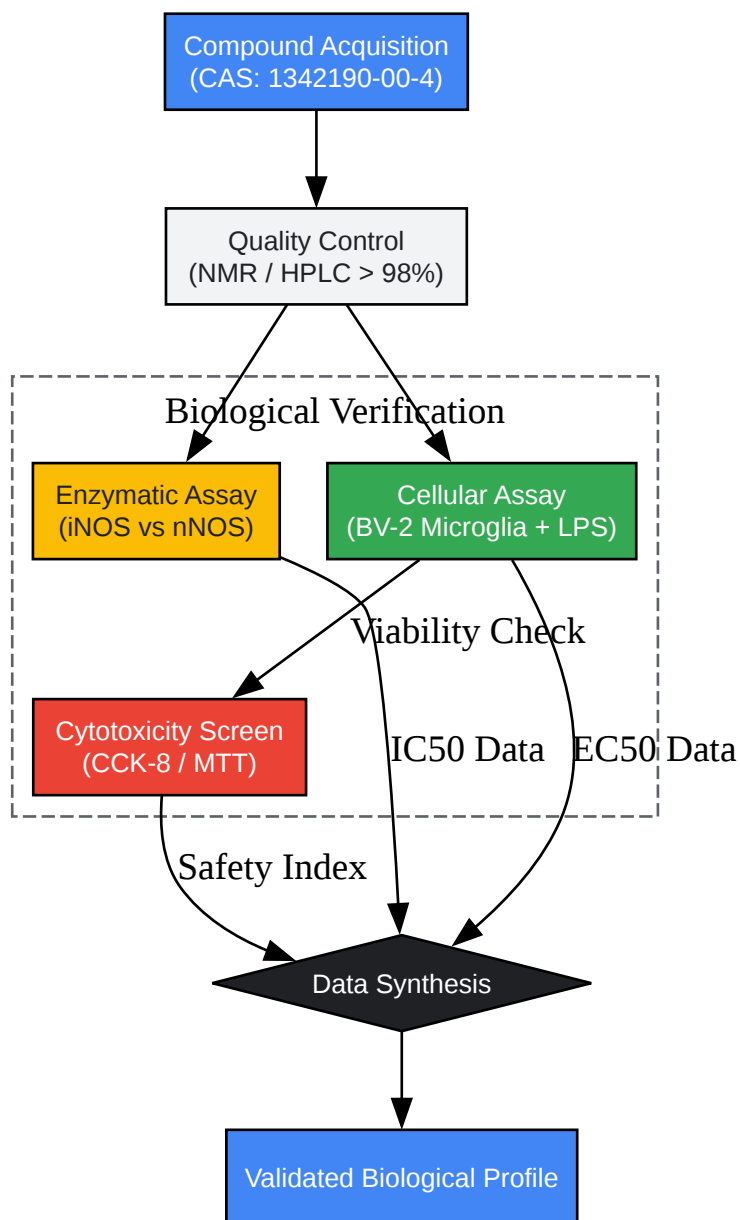 Compound Acquisition
(CAS: 1342190-00-4)
Quality Control
(NMR / HPLC > 98%)
Biological Verification
Enzymatic Assay
(iNOS vs nNOS)
Cellular Assay
(BV-2 Microglia + LPS)
Viability Check
Cytotoxicity Screen
(CCK-8 / MTT)
IC50 Data
EC50 Data
Safety Index
Data Synthesis
Validated Biological Profile